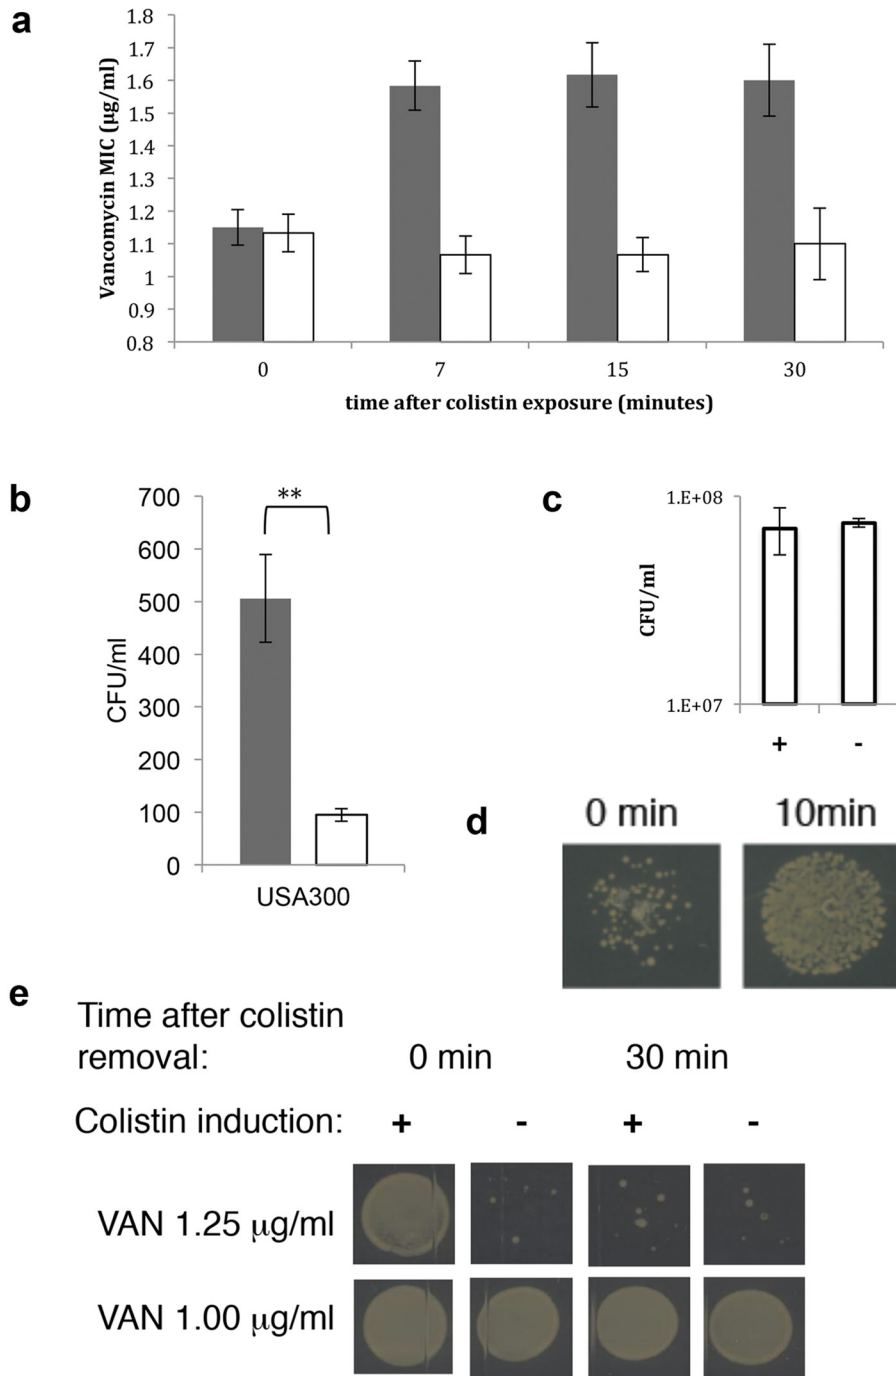 a
1.8
1.7
1.6
1.5
1.4
1.3
1.2
1.1
1
0.9
0.8
Vancomycin MIC (µg/ml)
0 7 15 30
time after colistin exposure (minutes)
b
700
600
500
400
300
200
100
0
CFU/ml
**
USA300
c
1.E+08
1.E+07
CFU/ml
+ -
d
0 min 10min
e
Time after colistin
removal: 0 min 30 min
Colistin induction: + - + -
VAN 1.25 µg/ml
VAN 1.00 µg/ml